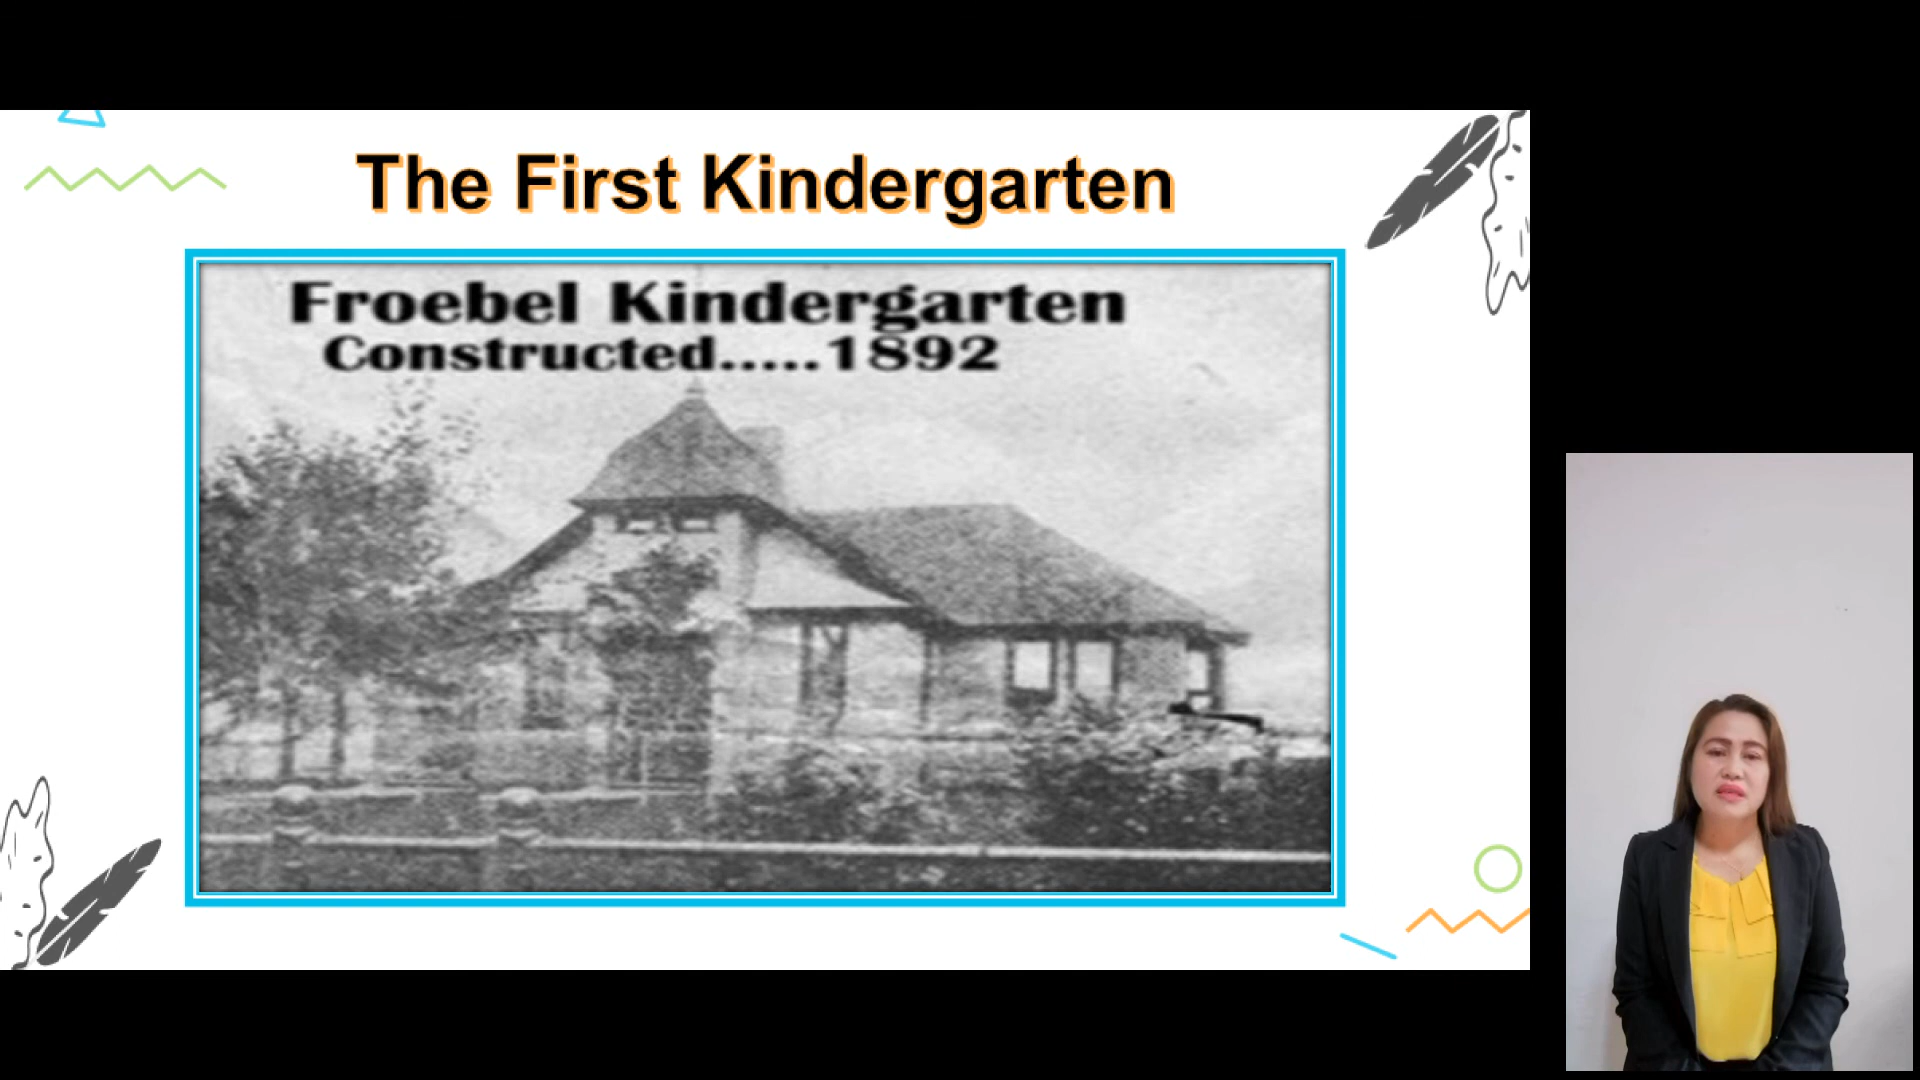 The First Kindergarten
Froebel Kindergarten
Constructed.....1892